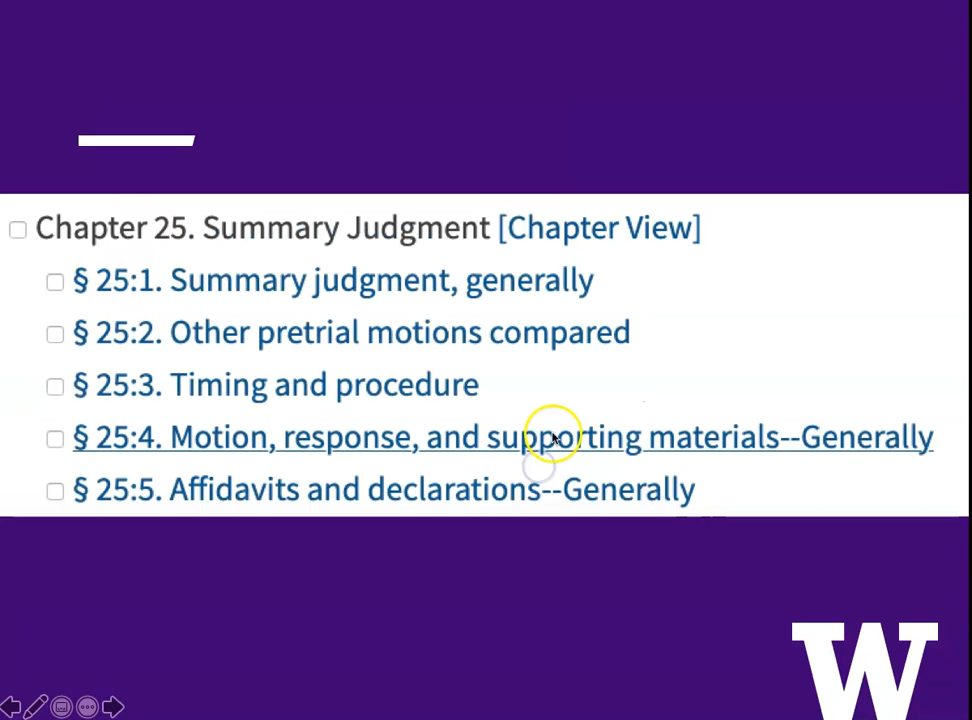 Chapter 25. Summary Judgment [Chapter View]
§ 25:1. Summary judgment, generally
§ 25:2. Other pretrial motions compared
§ 25:3. Timing and procedure
§ 25:4. Motion, response, and supporting materials--Generally
§ 25:5. Affidavits and declarations--Generally
W